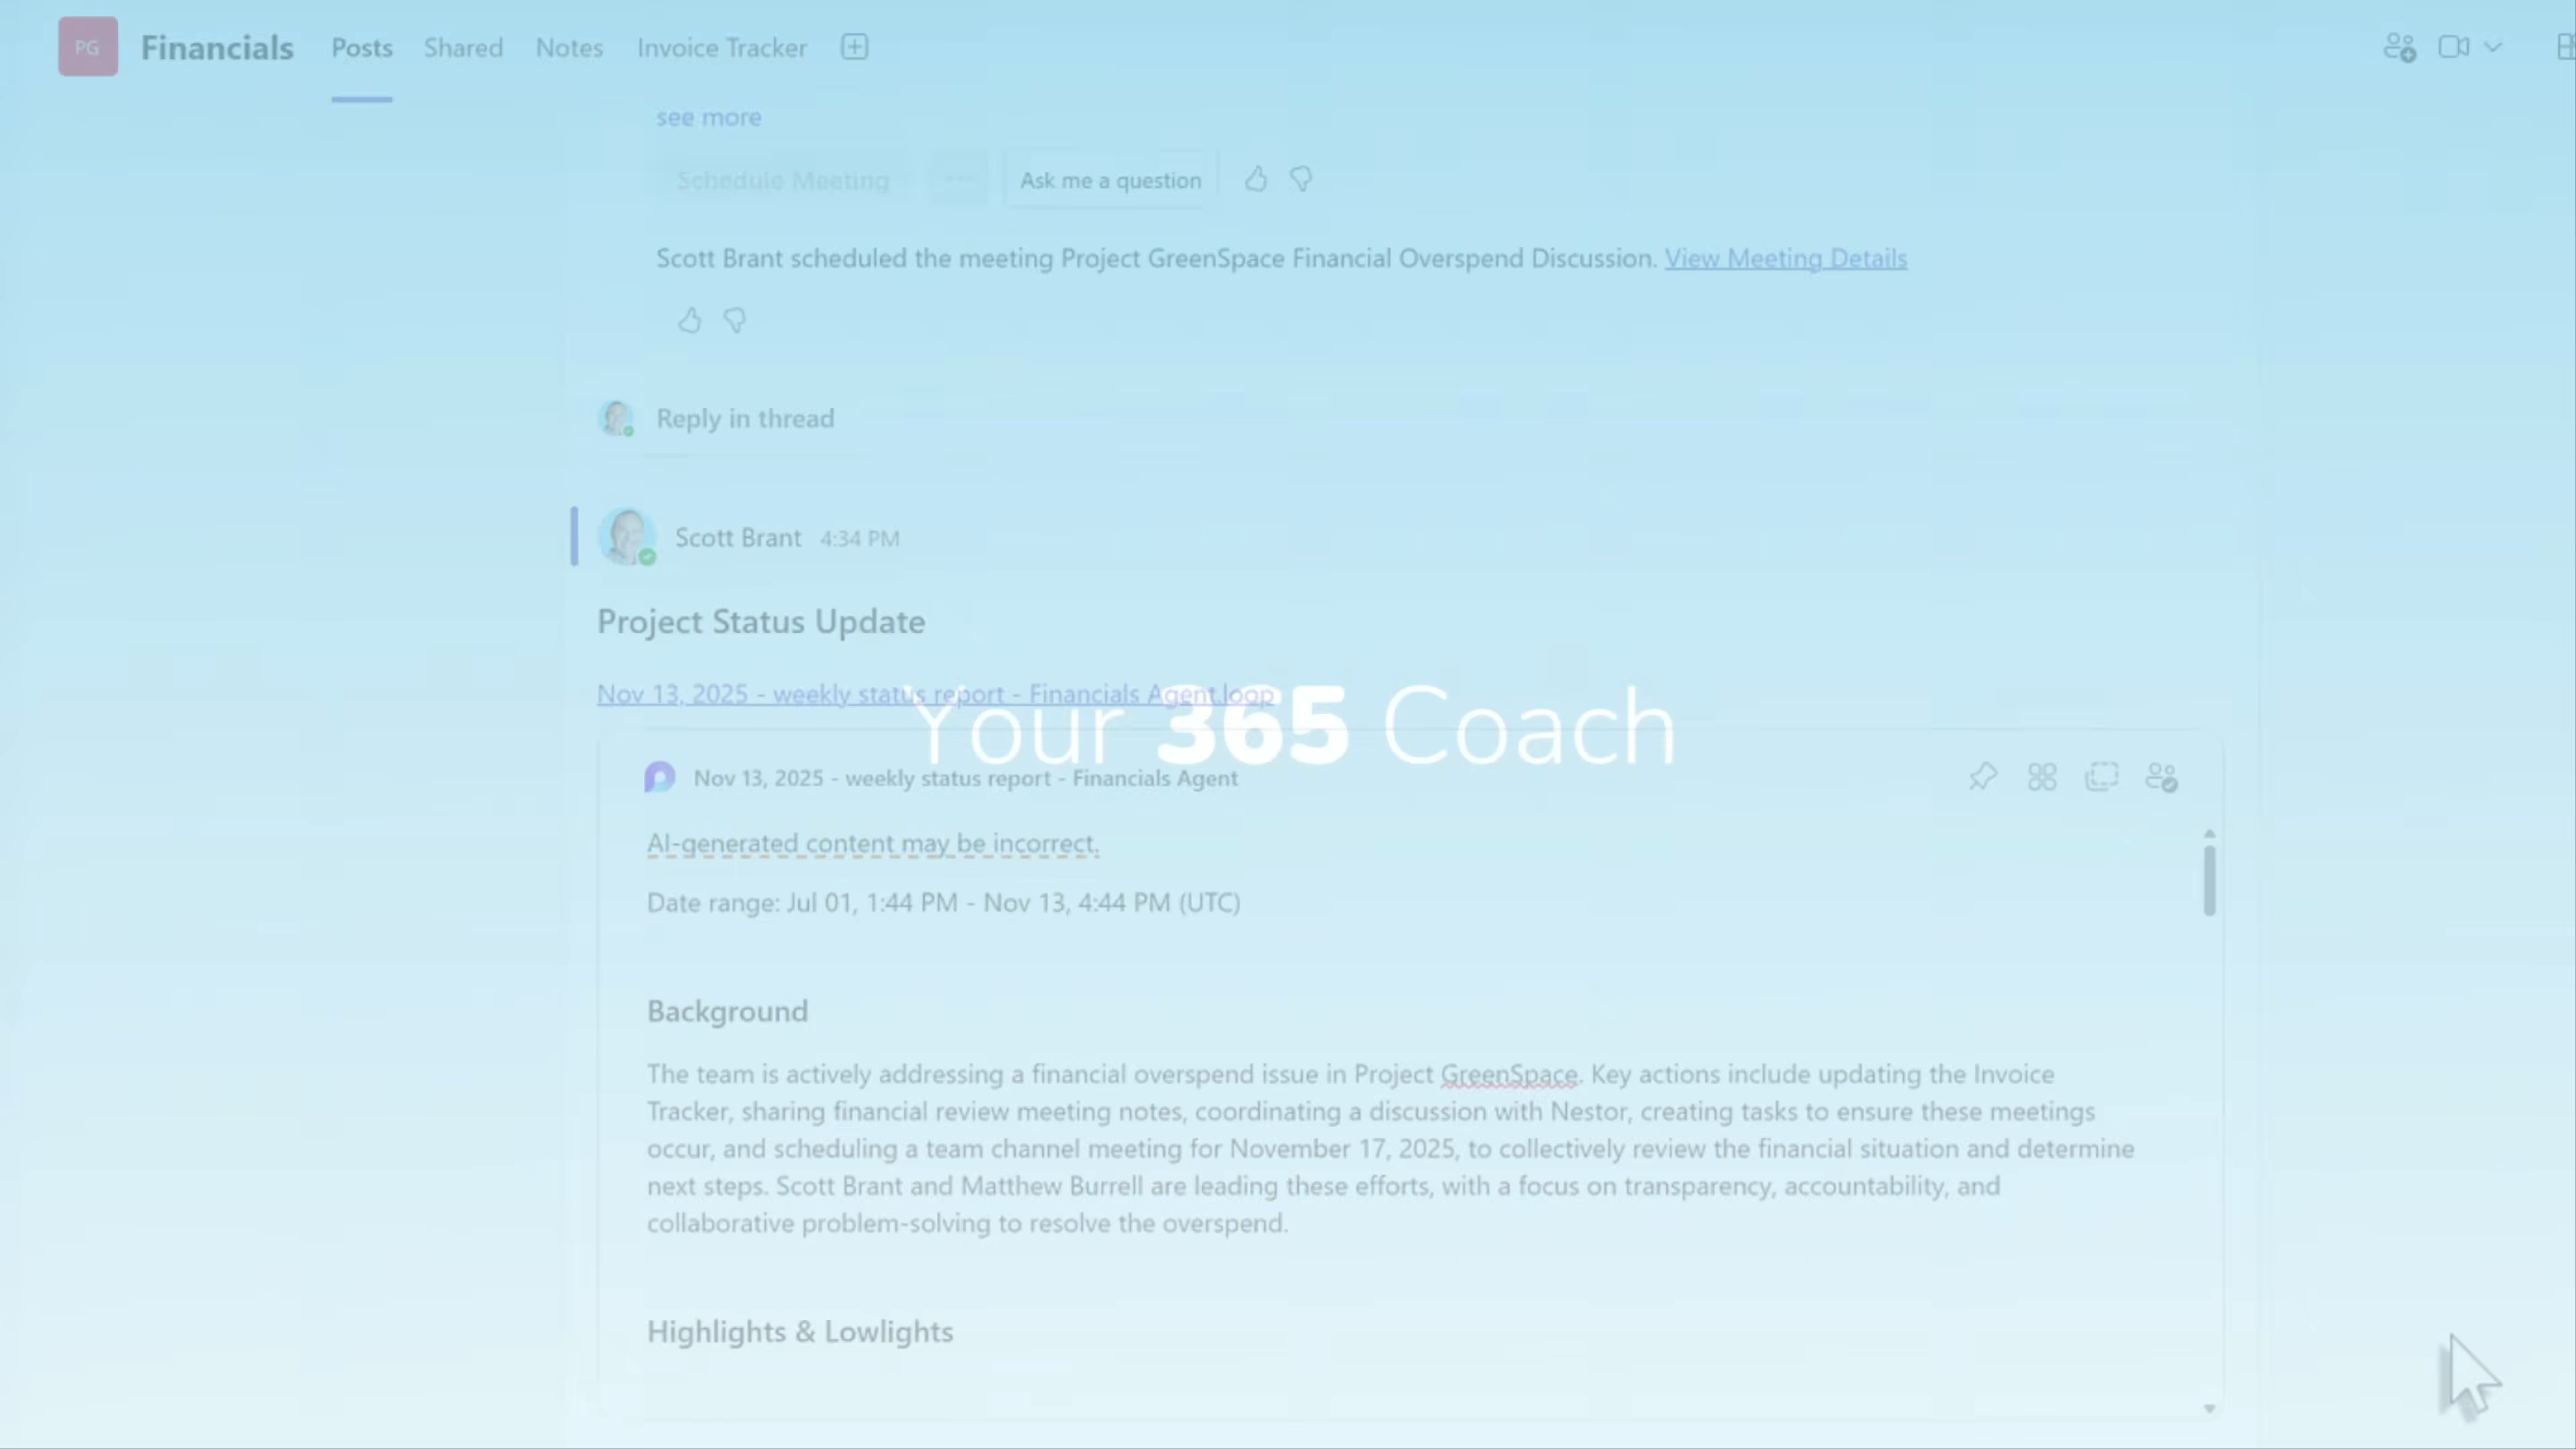 PG Financials Posts Shared Notes Invoice Tracker
see more
Schedule Meeting ... Ask me a question
Scott Brant scheduled the meeting Project GreenSpace Financial Overspend Discussion. View Meeting Details
Reply in thread
Scott Brant 4:34 PM
Project Status Update
Nov 13, 2025 - weekly status report - Financials Agent.loop
Your 365 Coach
Nov 13, 2025 - weekly status report - Financials Agent
AI-generated content may be incorrect.
Date range: Jul 01, 1:44 PM - Nov 13, 4:44 PM (UTC)
Background
The team is actively addressing a financial overspend issue in Project GreenSpace. Key actions include updating the Invoice
Tracker, sharing financial review meeting notes, coordinating a discussion with Nestor, creating tasks to ensure these meetings
occur, and scheduling a team channel meeting for November 17, 2025, to collectively review the financial situation and determine
next steps. Scott Brant and Matthew Burrell are leading these efforts, with a focus on transparency, accountability, and
collaborative problem-solving to resolve the overspend.
Highlights & Lowlights